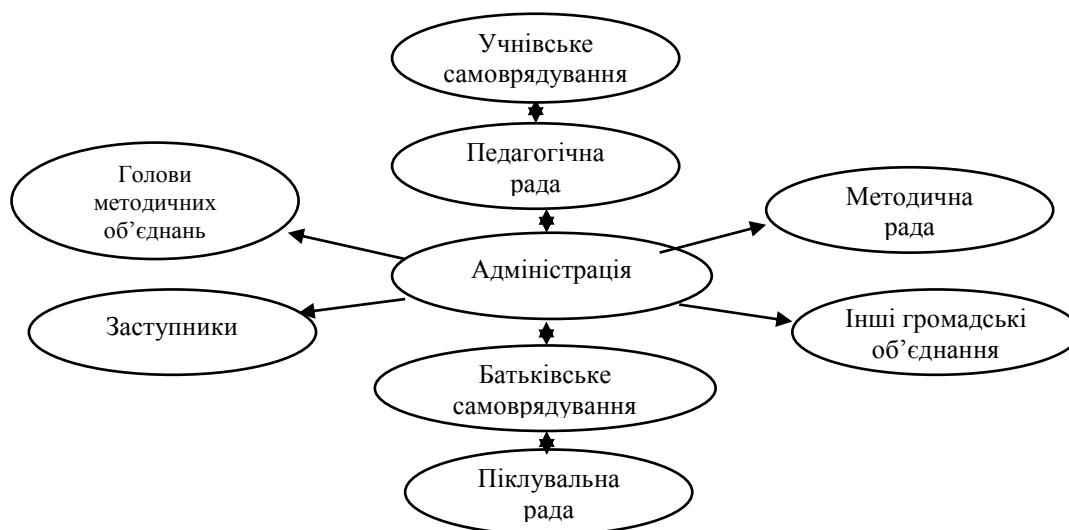 Учнівське
самоврядування
Педагогічна
рада
Голови
методичних
об’єднань
Методична
рада
Адміністрація
Заступники
Інші громадські
об’єднання
Батьківське
самоврядування
Піклувальна
рада